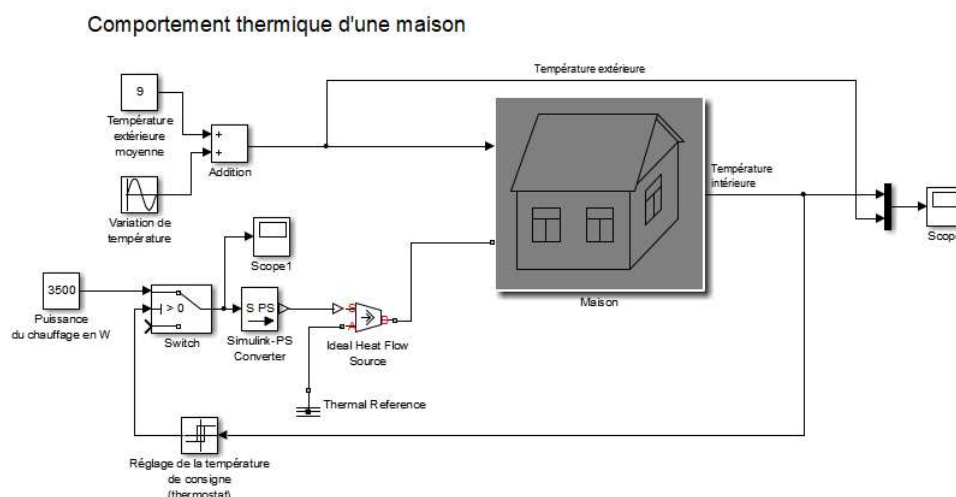 Comportement thermique d'une maison
Température extérieure
9
Température
extérieure
moyenne
+
+
Addition
Température
intérieure
Variation de
température
Scope1
Scope
3500
Puissance
du chauffage en W
> 0
Switch
S PS
Simulink-PS
Converter
S
A
B
Ideal Heat Flow
Source
Maison
Thermal Reference
Réglage de la température
de consigne
(thermostat)